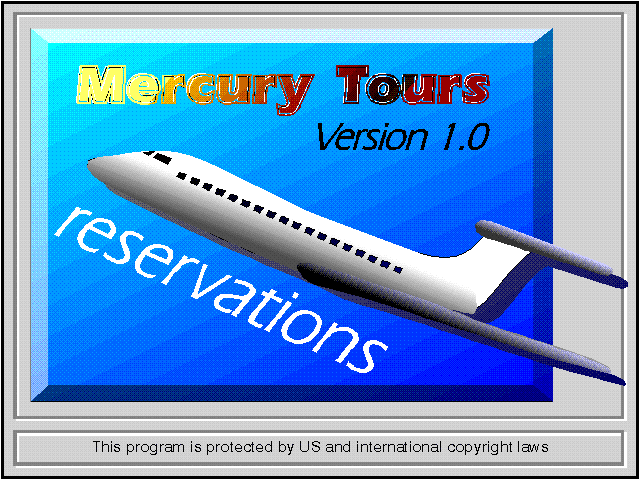 Mercury Tours
Version 1.0
reservations
This program is protected by US and international copyright laws